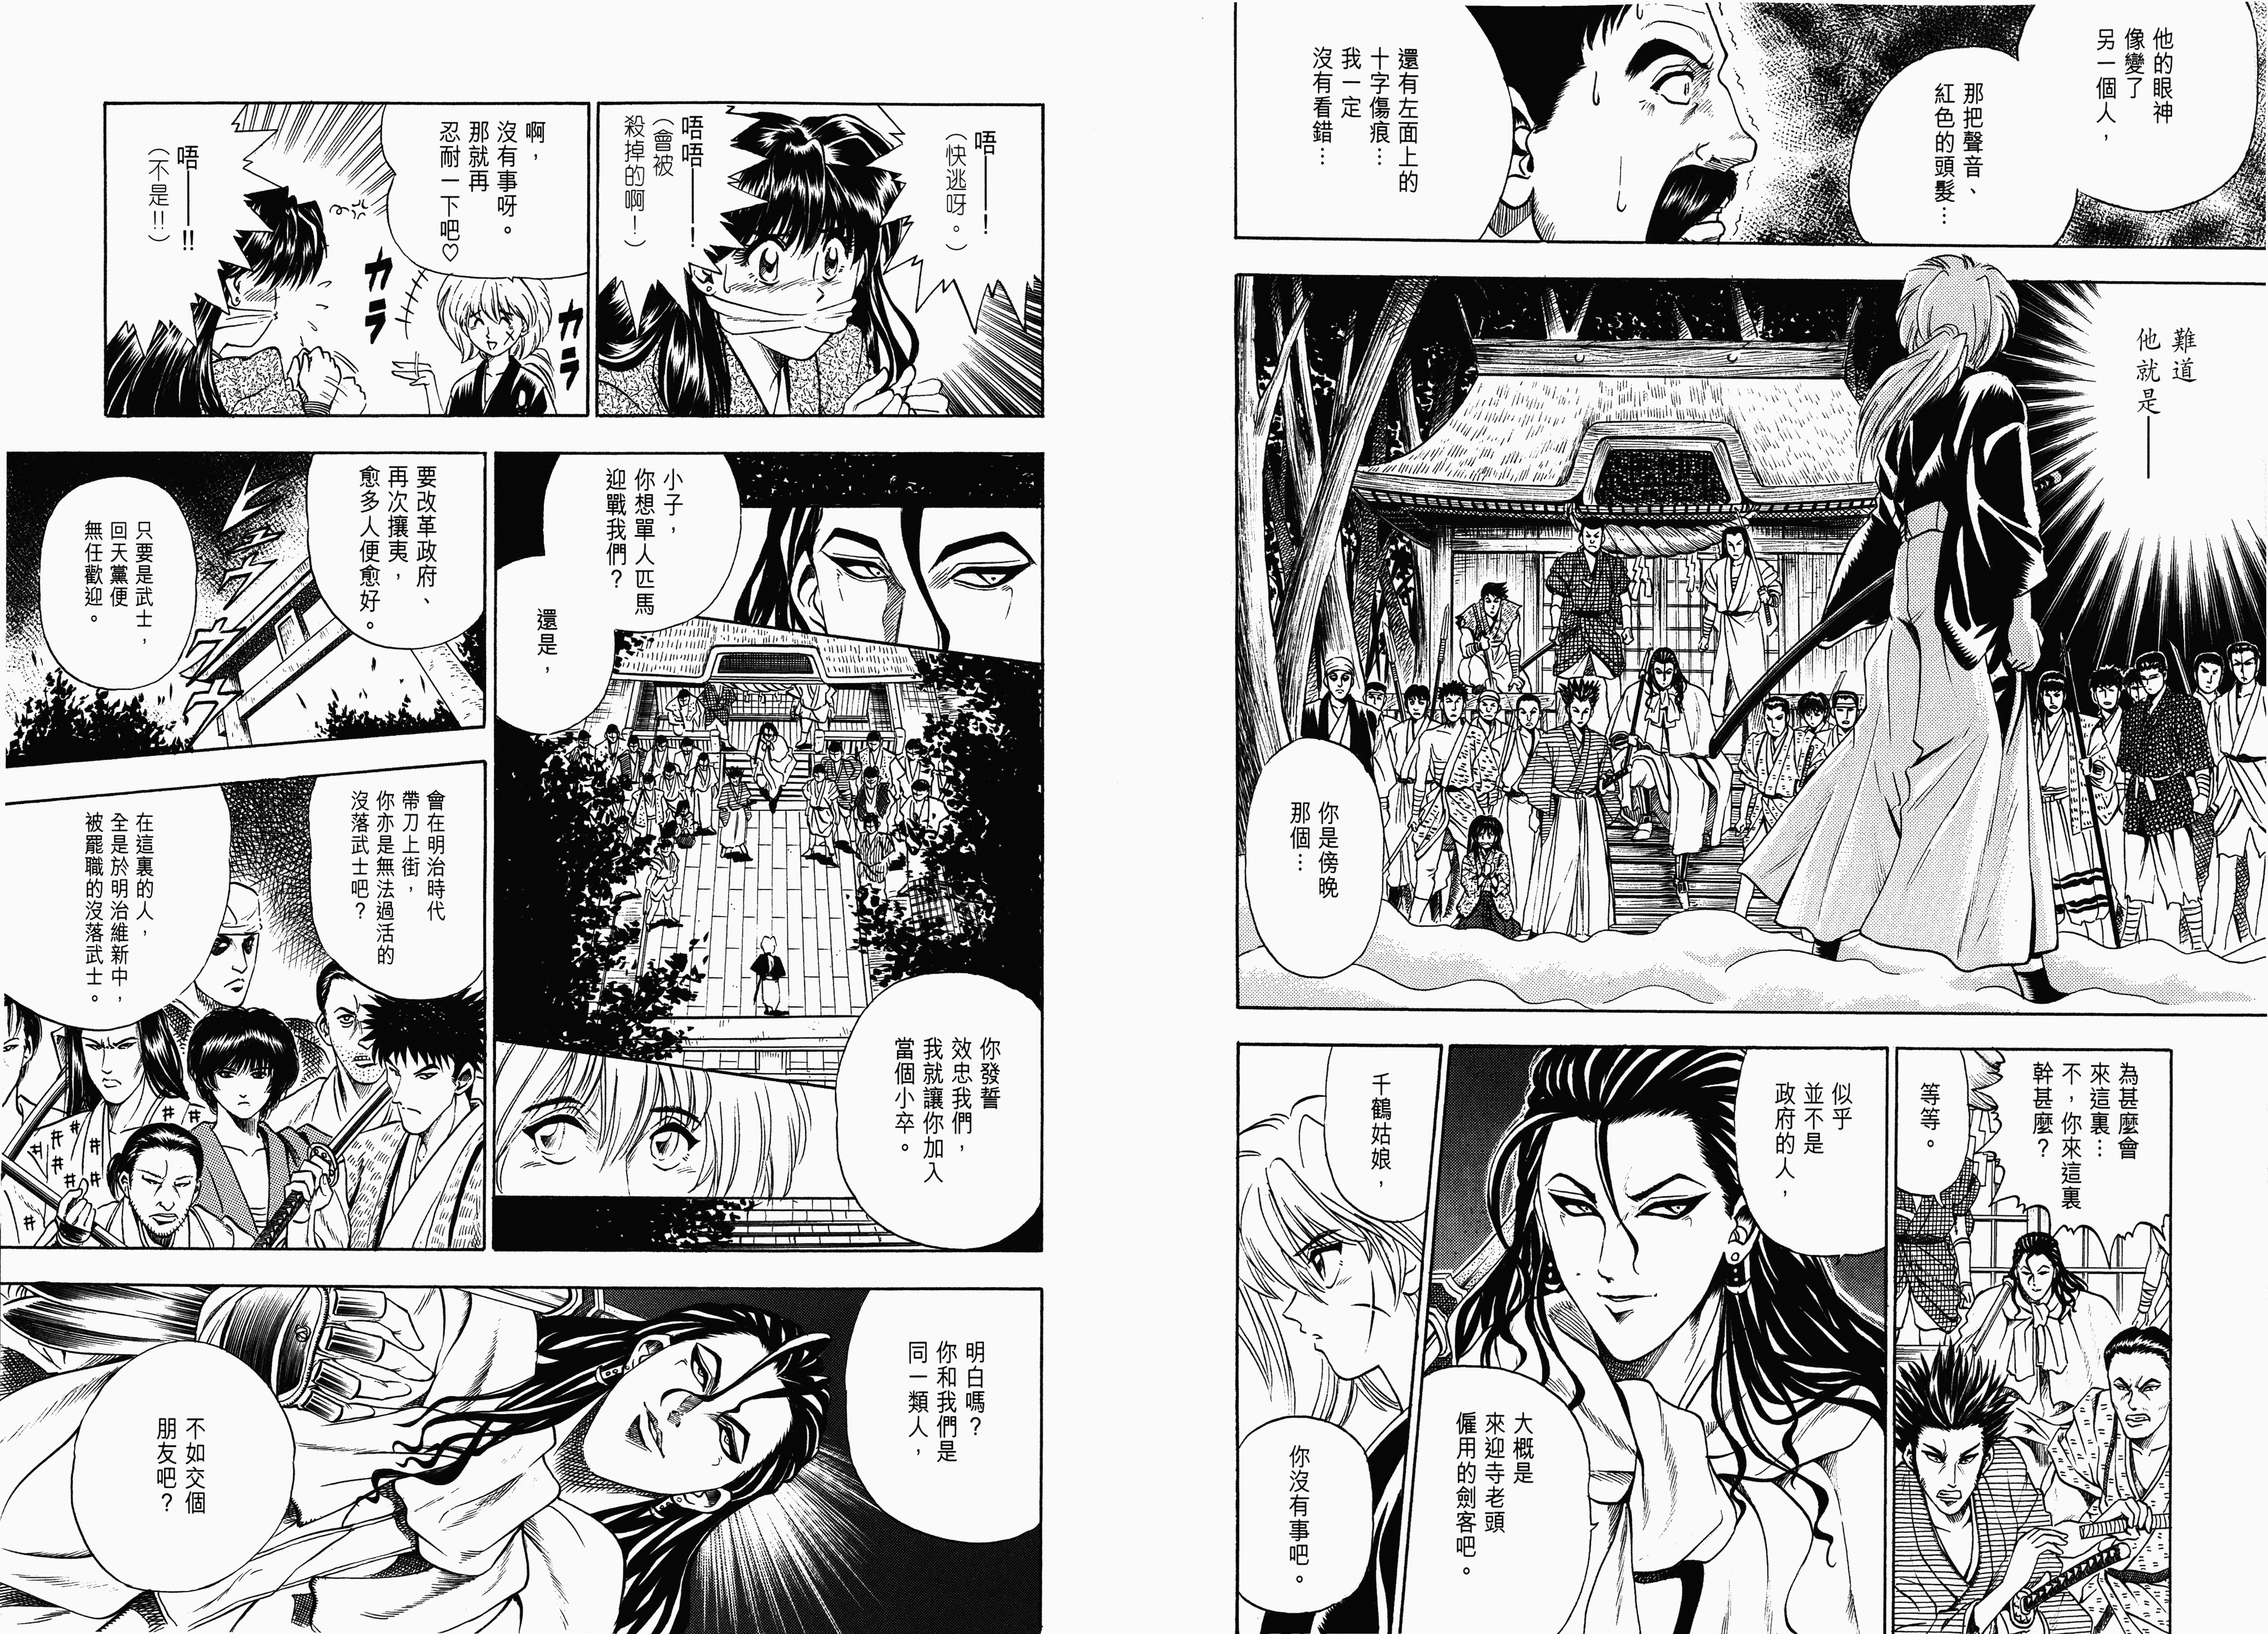 他的眼神
像變了
另一個人，
那把聲音、
紅色的頭髮…
還有左面上的
十字傷痕…
我一定
沒有看錯…
難道
他就是——
你是傍晚
那個…
為甚麼會
來這裏…
不，你來這裏
幹甚麼？
等等。
似乎
並不是
政府的人，
大概是
來迎寺老頭
僱用的劍客吧。
千鶴姑娘，
你沒有事吧。
唔——！
（快逃呀。）
唔唔——！
（會被
殺掉的啊！）
啊，
沒有事呀。
那就再
忍耐一下吧♡
カラ
カラ
唔——!!
（不是!!）
小子，
你想單人匹馬
迎戰我們？
還是，
你發誓
效忠我們，
我就讓你加入
當個小卒。
要改革政府、
再次攘夷，
愈多人便愈好。
只要是武士，
回天黨便
無任歡迎。
会在明治時代
帶刀上街，
你亦是無法過活的
沒落武士吧？
在這裏的人，
全是於明治維新中，
被罷職的沒落武士。
明白嗎？
你和我們是
同一類人，
不如交個
朋友吧？